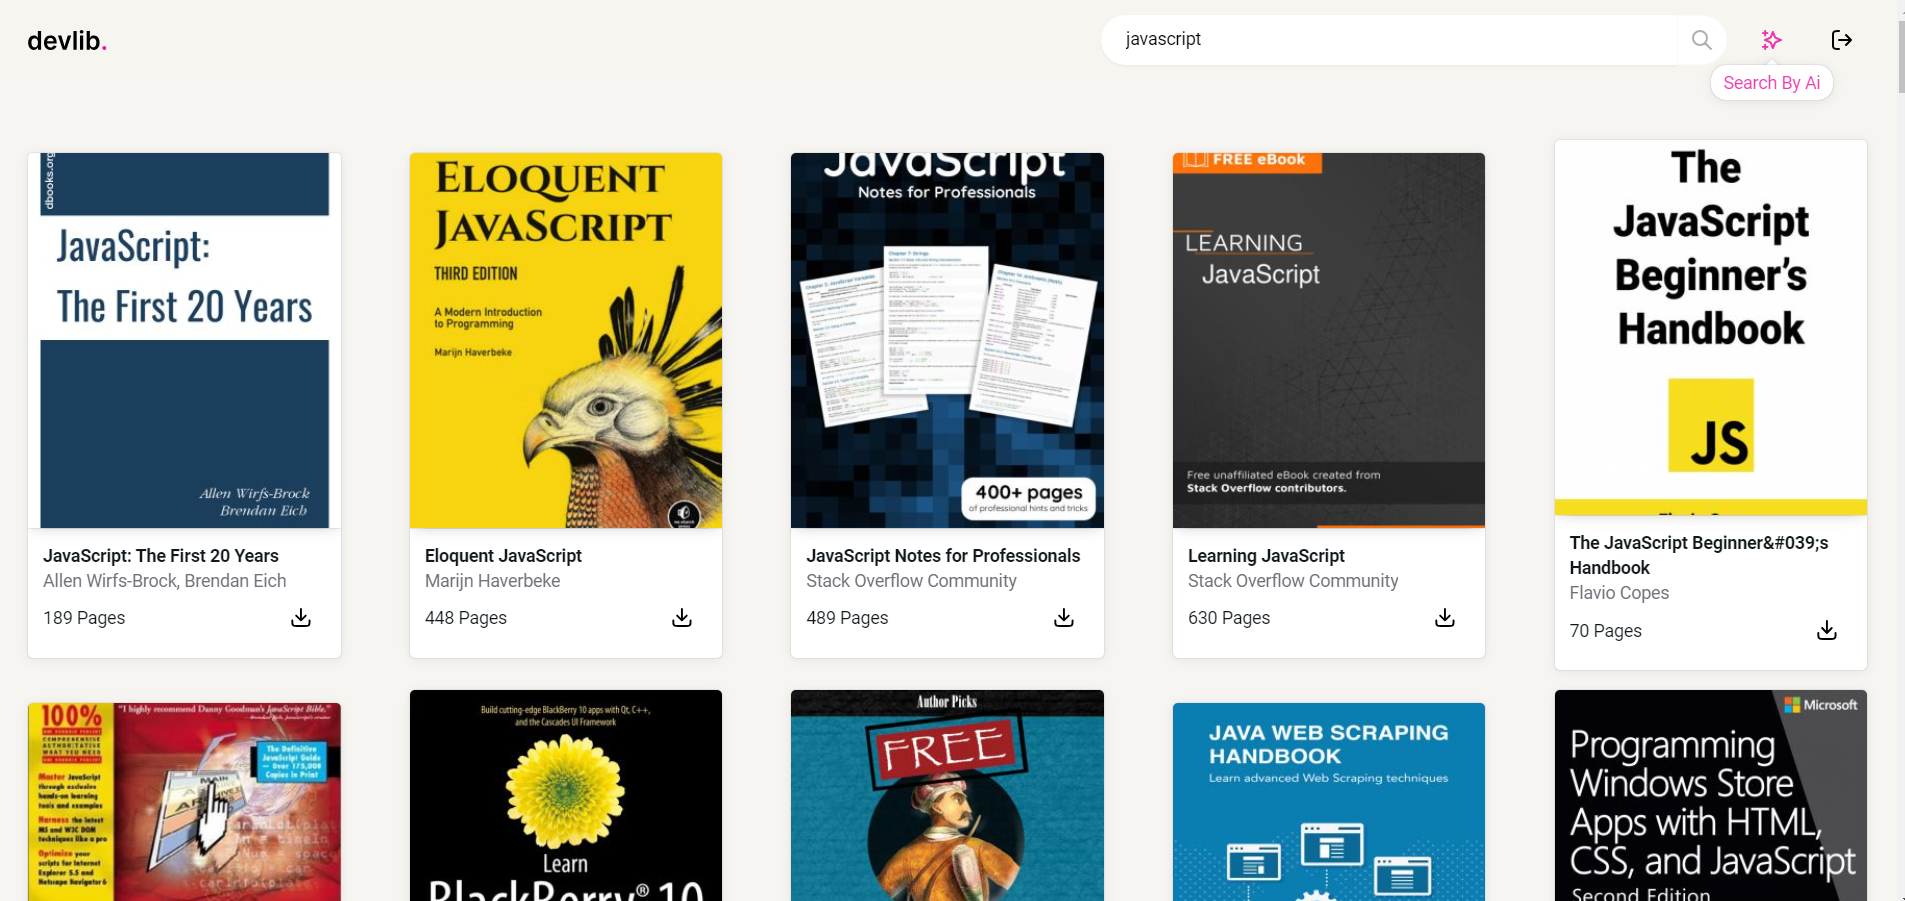 devlib.
javascript
Search By Ai
dbooks.org
JavaScript:
The First 20 Years
Allen Wirfs-Brock
Brendan Eich
JavaScript: The First 20 Years
Allen Wirfs-Brock, Brendan Eich
189 Pages
ELOQUENT
JAVASCRIPT
THIRD EDITION
A Modern Introduction
to Programming
Marijn Haverbeke
Eloquent JavaScript
Marijn Haverbeke
448 Pages
JavaScript
Notes for Professionals
400+ pages
of professional hints and tricks
JavaScript Notes for Professionals
Stack Overflow Community
489 Pages
FREE eBook
LEARNING
JavaScript
Free unaffiliated eBook created from
Stack Overflow contributors.
Learning JavaScript
Stack Overflow Community
630 Pages
The
JavaScript
Beginner's
Handbook
JS
The JavaScript Beginner&#039;s
Handbook
Flavio Copes
70 Pages
100%
COMPREHENSIVE
AUTHORITATIVE
WHAT YOU NEED
"I highly recommend Danny Goodman's JavaScript Bible."
The Definitive
JavaScript Guide
— Over 175,000
Copies in Print
Master JavaScript
through exclusive
hands-on learning
tools and examples
Harness the latest
MS and W3C DOM
techniques like a pro
Optimize your
scripts for Internet
Explorer 5.5 and
Netscape Navigator 6
MAIN
Build cutting-edge BlackBerry 10 apps with Qt, C++,
and the Cascades UI Framework
Learn
BlackBerry® 10
Author Picks
FREE
JAVA WEB SCRAPING
HANDBOOK
Learn advanced Web Scraping techniques
Microsoft
Programming
Windows Store
Apps with HTML,
CSS, and JavaScript
Second Edition